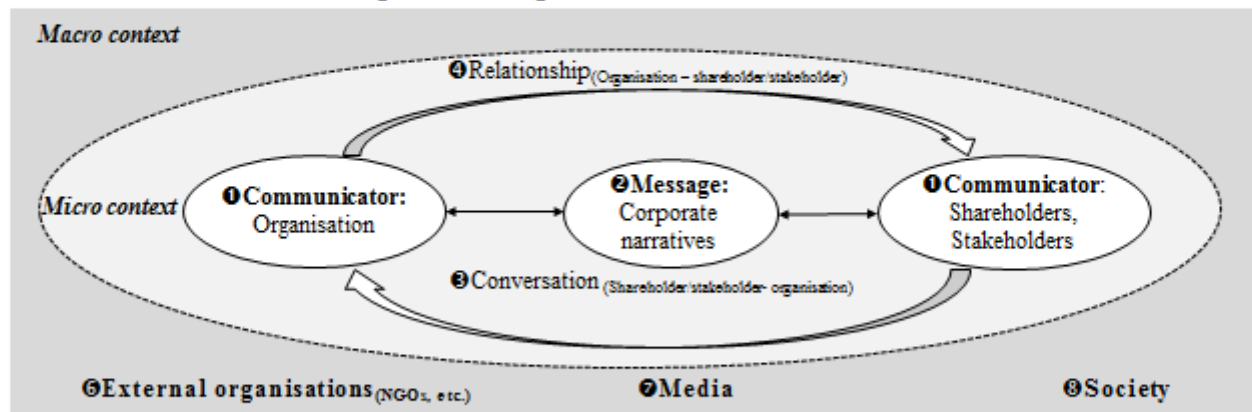 Macro context
❹Relationship(Organisation – shareholder/stakeholder)
Micro context
❶Communicator:
Organisation
❷Message:
Corporate
narratives
❶Communicator:
Shareholders,
Stakeholders
❸Conversation (Shareholder/stakeholder- organisation)
❻External organisations(NGOs, etc.)
❼Media
❽Society